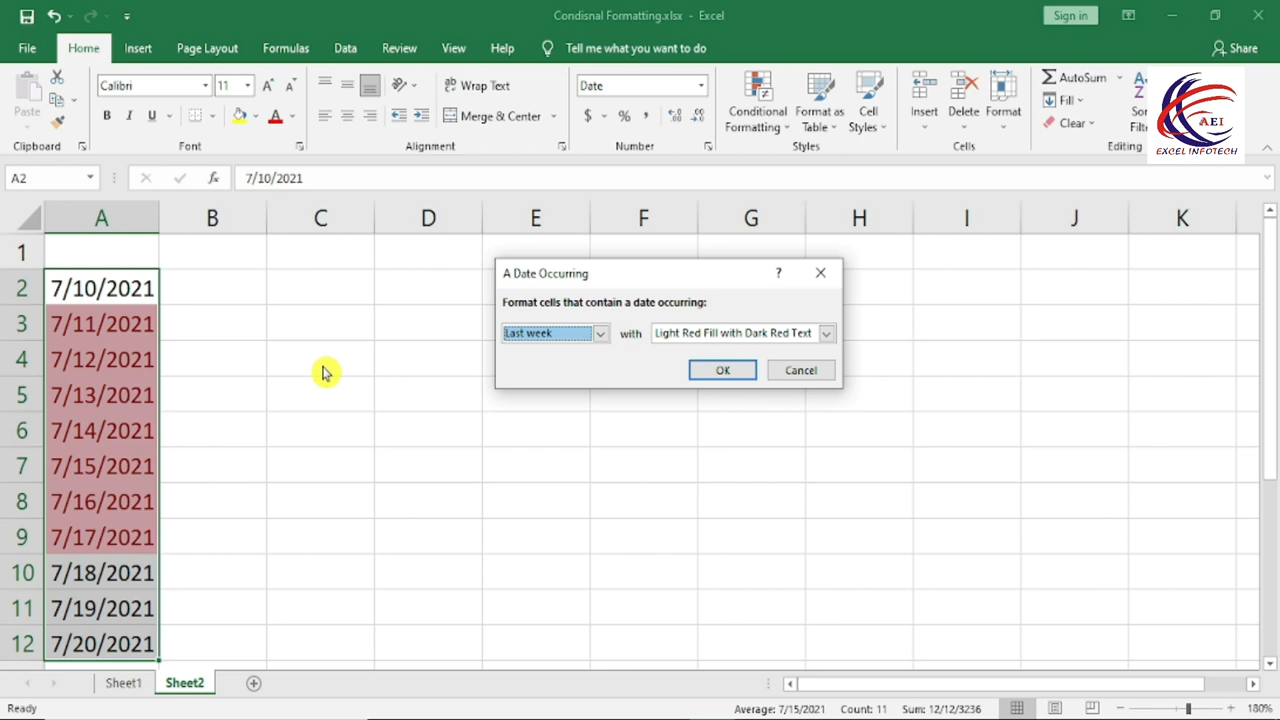 Condisnal Formatting.xlsx - Excel
Sign in
File Home Insert Page Layout Formulas Data Review View Help Tell me what you want to do Share
Paste
Calibri 11
B I U A
Wrap Text
Merge & Center
Date
$ % ,
Conditional Formatting
Format as Table
Cell Styles
Insert Delete Format
AutoSum
Fill
Clear
AEI
EXCEL INFOTECH
Clipboard Font Alignment Number Styles Cells Editing
A2 fx 7/10/2021
A B C D E F G H I J K
1
2 7/10/2021
3 7/11/2021
4 7/12/2021
5 7/13/2021
6 7/14/2021
7 7/15/2021
8 7/16/2021
9 7/17/2021
10 7/18/2021
11 7/19/2021
12 7/20/2021
A Date Occurring ?
Format cells that contain a date occurring:
Last week with Light Red Fill with Dark Red Text
OK Cancel
Sheet1 Sheet2
Ready Average: 7/15/2021 Count: 11 Sum: 12/12/3236 180%